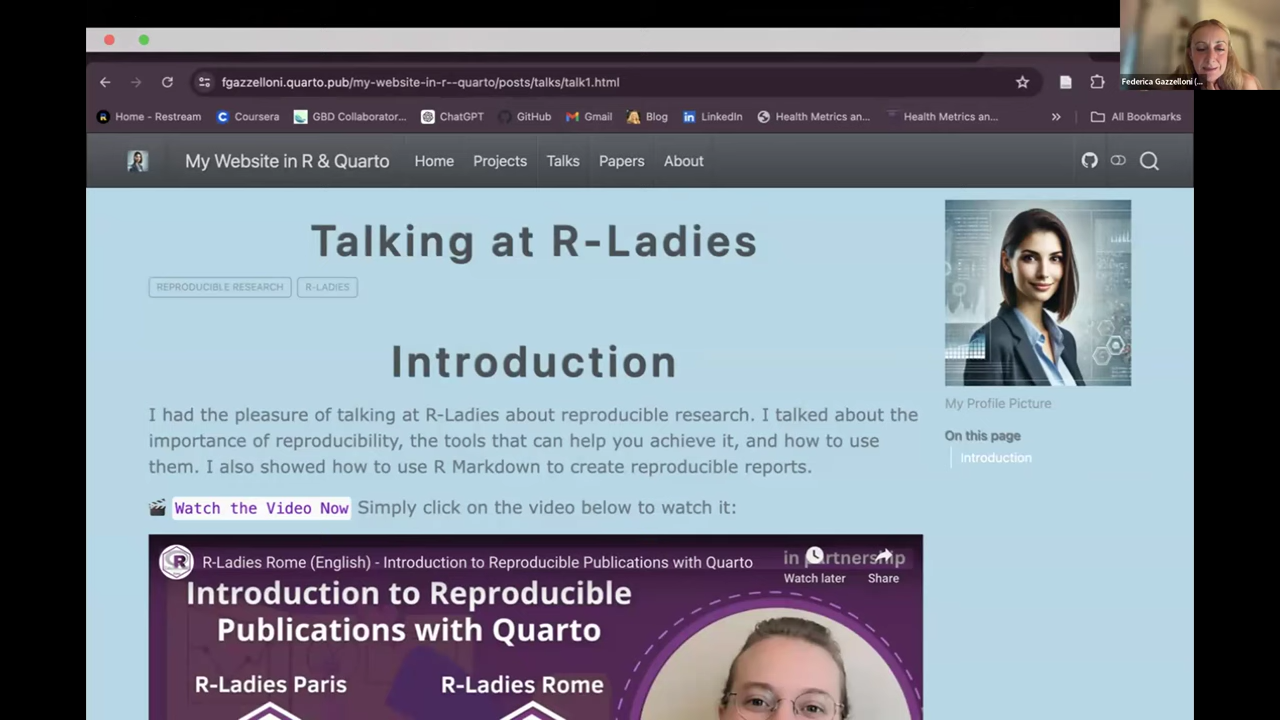 Federica Gazzelloni (...
fgazzelloni.quarto.pub/my-website-in-r--quarto/posts/talks/talk1.html
Home - Restream
Coursera
GBD Collaborator...
ChatGPT
GitHub
Gmail
Blog
LinkedIn
Health Metrics an...
Health Metrics an...
»
All Bookmarks
My Website in R & Quarto
Home
Projects
Talks
Papers
About
Talking at R-Ladies
REPRODUCIBLE RESEARCH
R-LADIES
Introduction
I had the pleasure of talking at R-Ladies about reproducible research. I talked about the
importance of reproducibility, the tools that can help you achieve it, and how to use
them. I also showed how to use R Markdown to create reproducible reports.
🎬 Watch the Video Now Simply click on the video below to watch it:
My Profile Picture
On this page
Introduction
R
R-Ladies Rome (English) - Introduction to Reproducible Publications with Quarto
in partnership
Watch later
Share
Introduction to Reproducible
Publications with Quarto
R-Ladies Paris
R-Ladies Rome